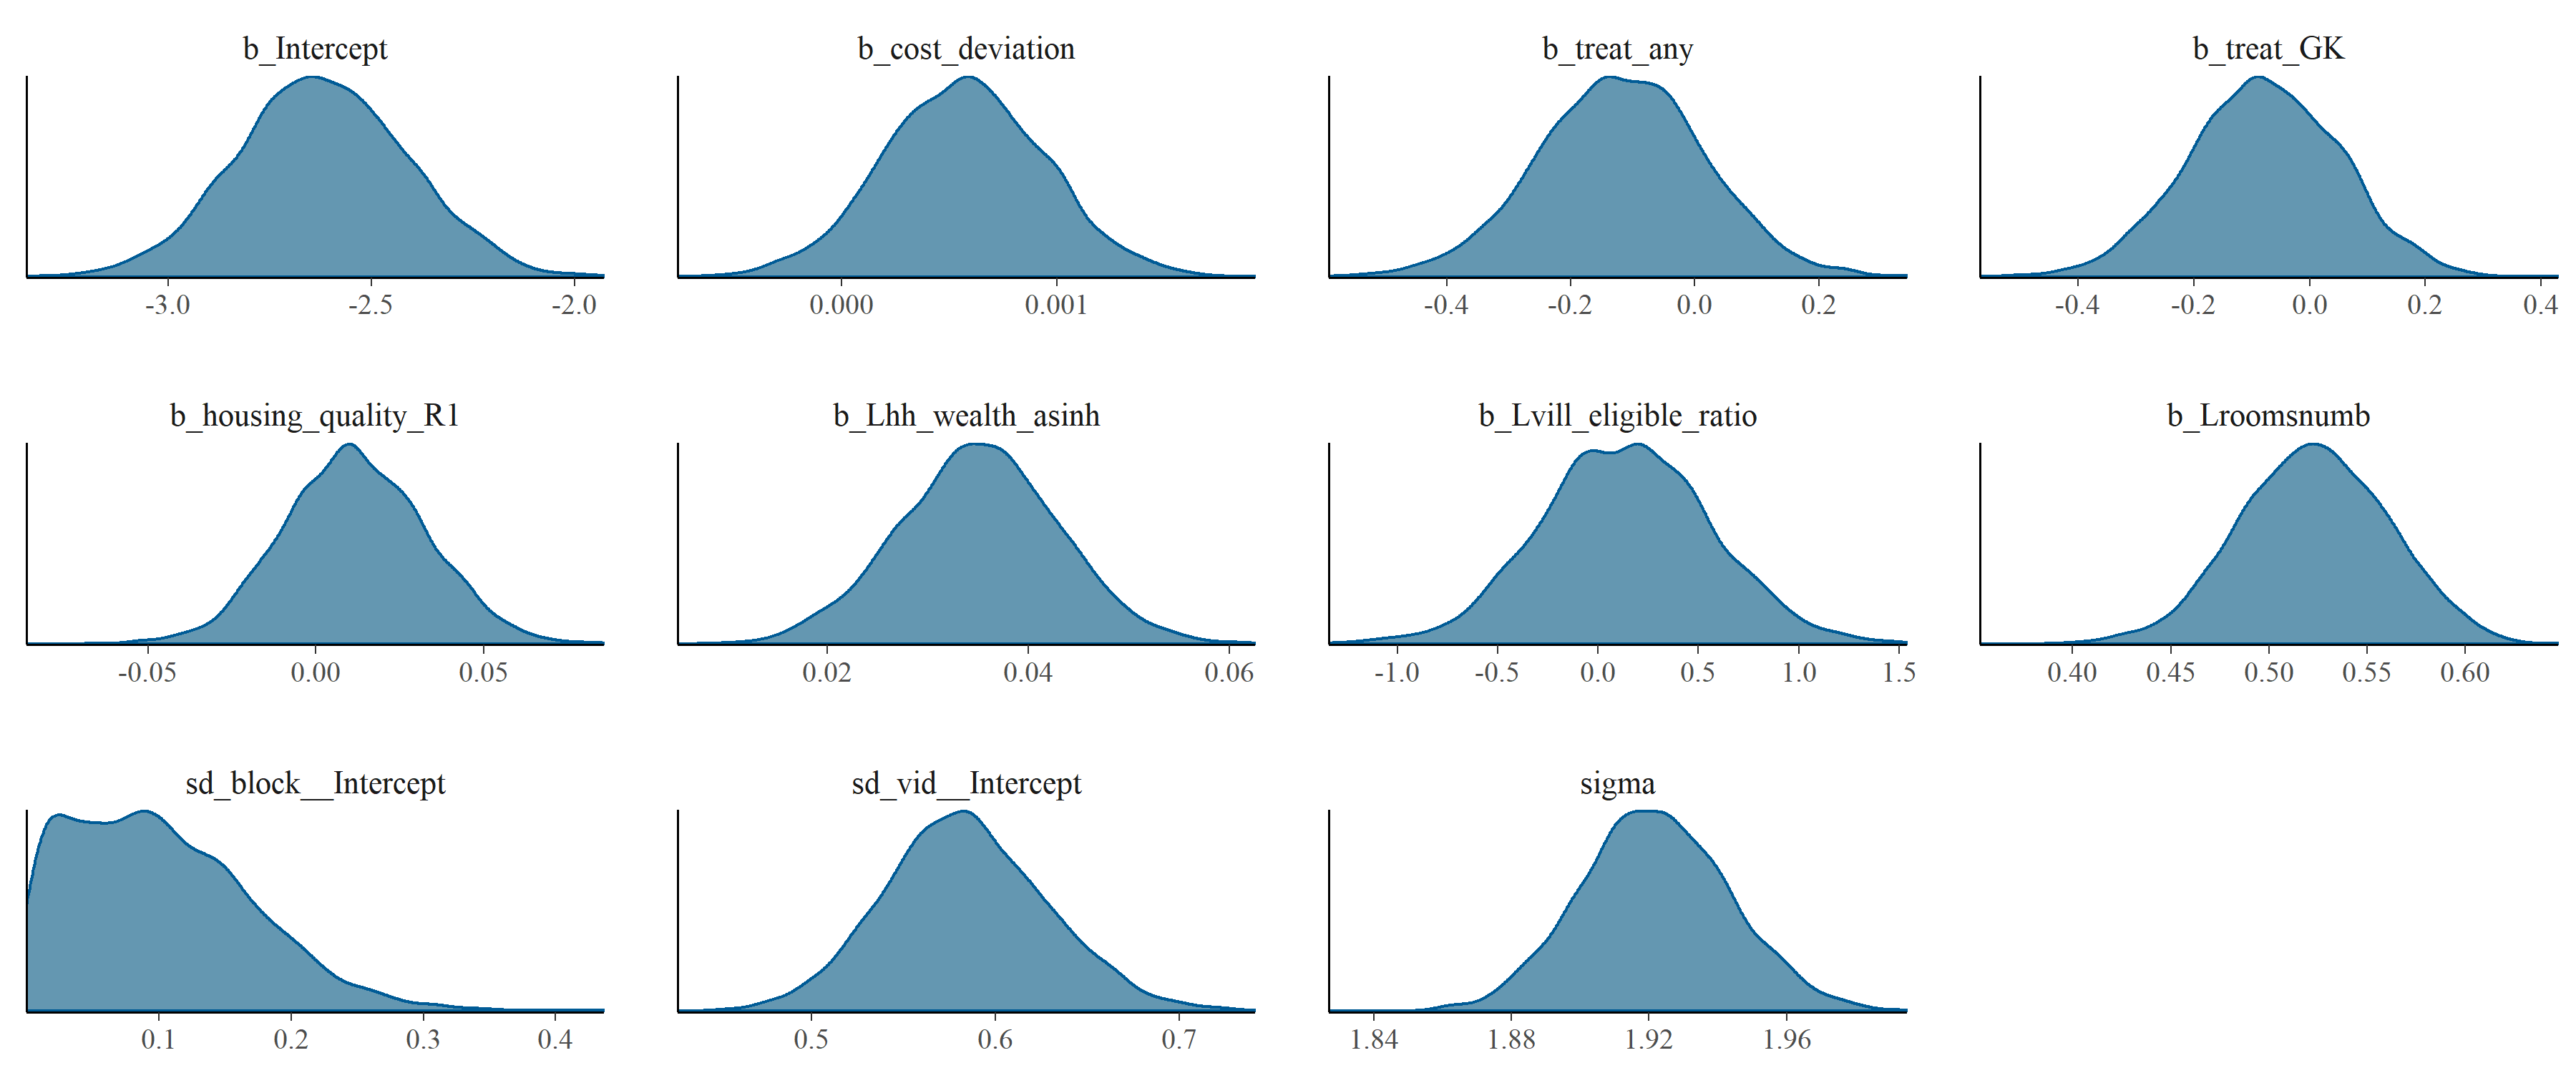 b_Intercept b_cost_deviation b_treat_any b_treat_GK
-3.0 -2.5 -2.0 0.000 0.001 -0.4 -0.2 0.0 0.2 -0.4 -0.2 0.0 0.2 0.4
b_housing_quality_R1 b_Lhh_wealth_asinh b_Lvill_eligible_ratio b_Lroomsnumb
-0.05 0.00 0.05 0.02 0.04 0.06 -1.0 -0.5 0.0 0.5 1.0 1.5 0.40 0.45 0.50 0.55 0.60
sd_block__Intercept sd_vid__Intercept sigma
0.1 0.2 0.3 0.4 0.5 0.6 0.7 1.84 1.88 1.92 1.96